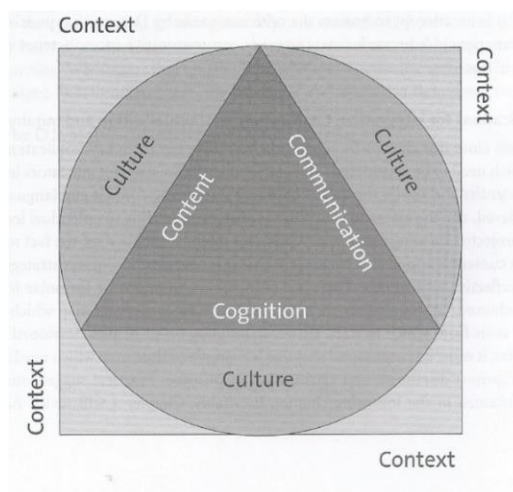 Context
Context
Culture
Culture
Content
Communication
Cognition
Culture
Context
Context